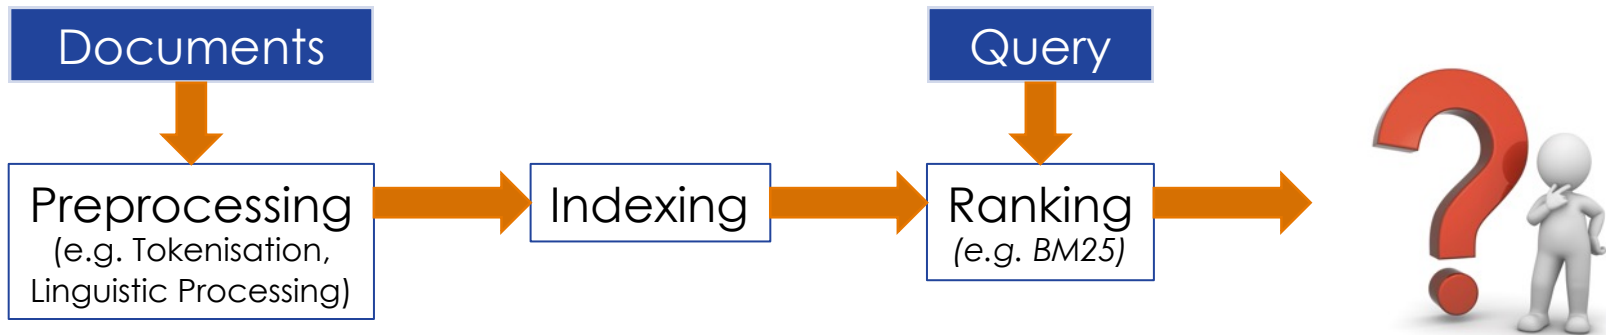 Documents
Query
Preprocessing
(e.g. Tokenisation,
Linguistic Processing)
Indexing
Ranking
(e.g. BM25)